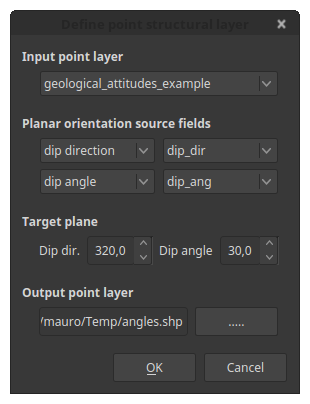 Define point structural layer
Input point layer
geological_attitudes_example
Planar orientation source fields
dip direction dip_dir
dip angle dip_ang
Target plane
Dip dir. 320,0 Dip angle 30,0
Output point layer
/mauro/Temp/angles.shp .....
OK Cancel